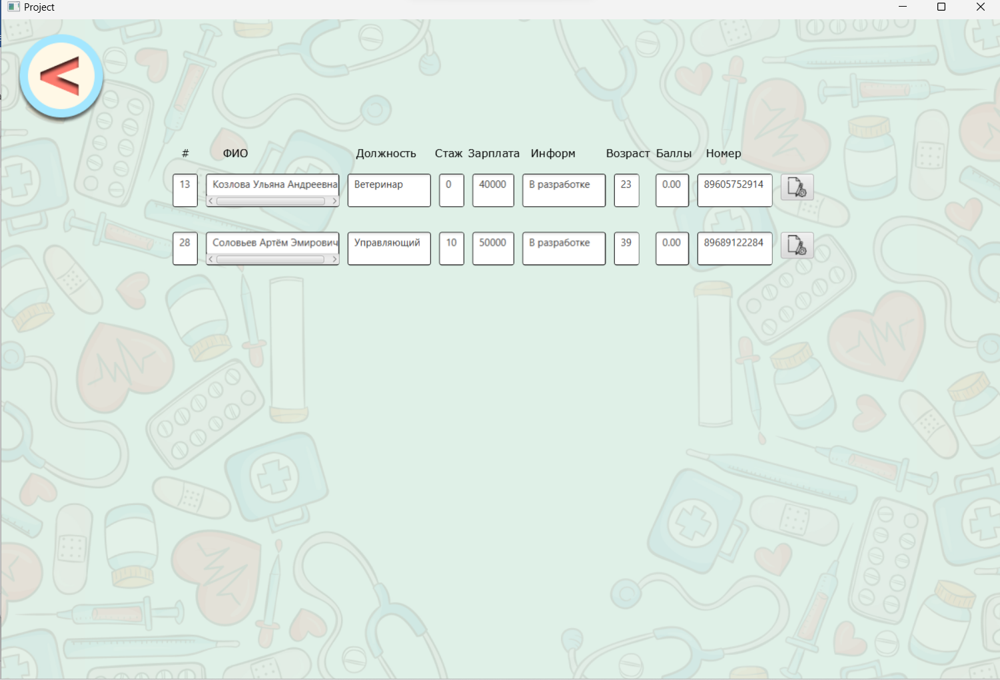 Project
<
# ФИО Должность Стаж Зарплата Информ Возраст Баллы Номер
13 Козлова Ульяна Андреевна Ветеринар 0 40000 В разработке 23 0.00 89605752914
28 Соловьев Артём Эмирович Управляющий 10 50000 В разработке 39 0.00 89689122284